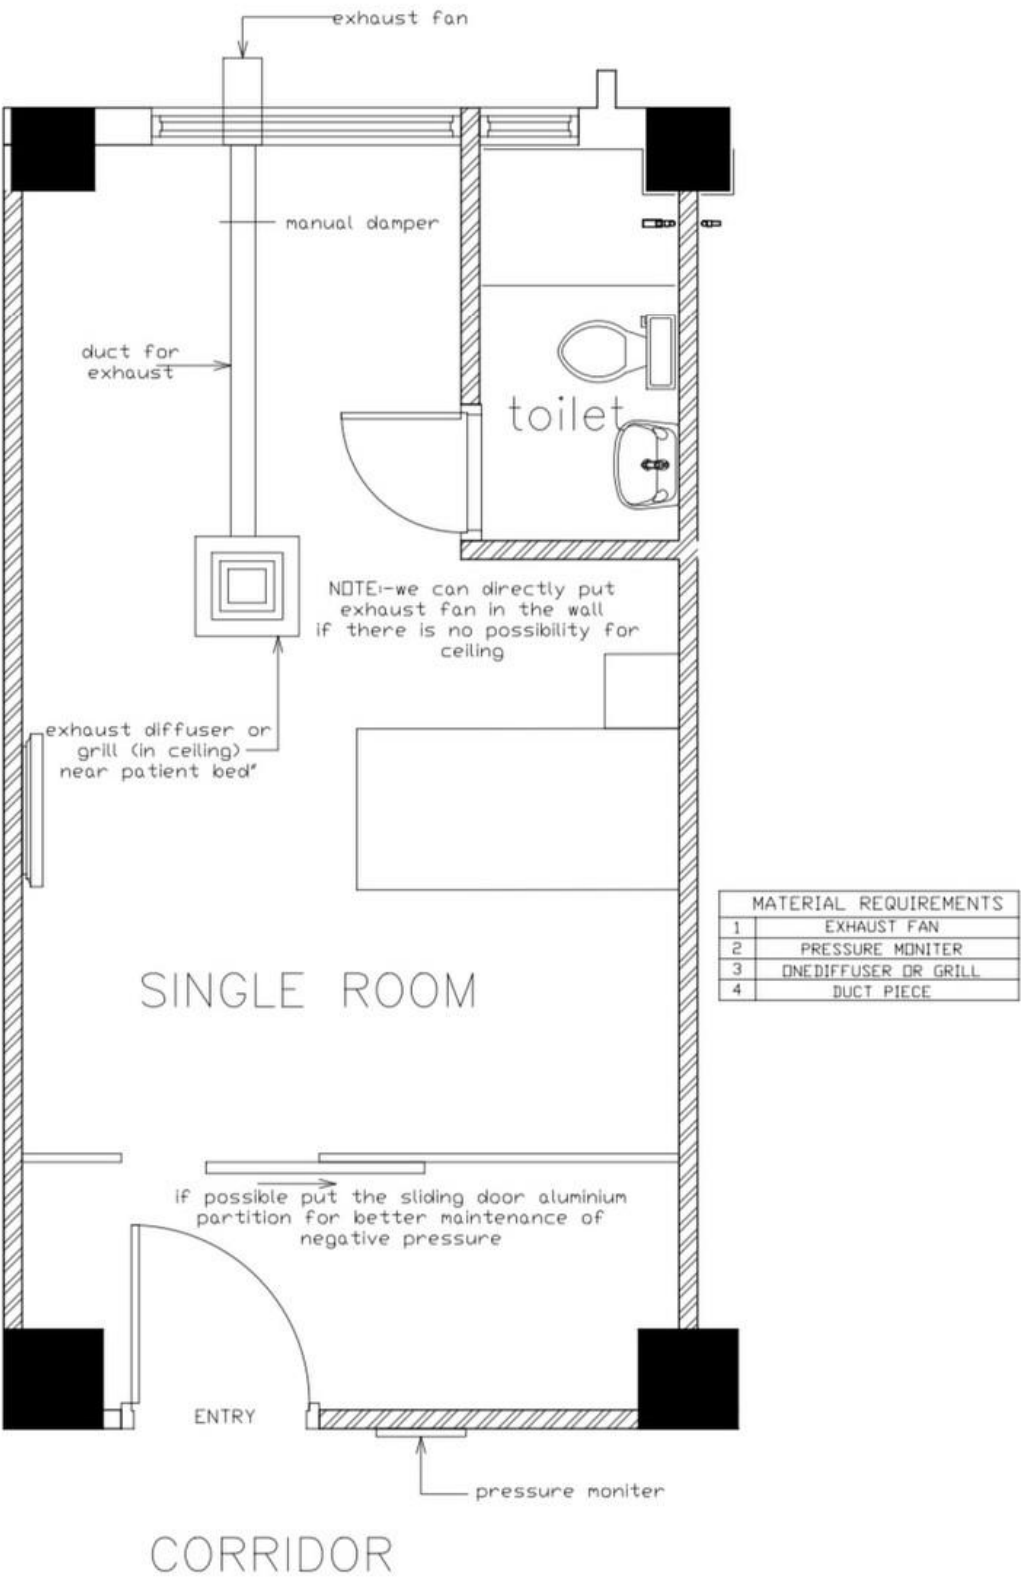 exhaust fan
manual damper
duct for
exhaust
toilet
NOTE:-we can directly put
exhaust fan in the wall
if there is no possibility for
ceiling
exhaust diffuser or
grill (in ceiling)
near patient bed"
MATERIAL REQUIREMENTS
1 EXHAUST FAN
2 PRESSURE MONITER
3 ONEDIFFUSER OR GRILL
4 DUCT PIECE
SINGLE ROOM
if possible put the sliding door aluminium
partition for better maintenance of
negative pressure
ENTRY
pressure moniter
CORRIDOR